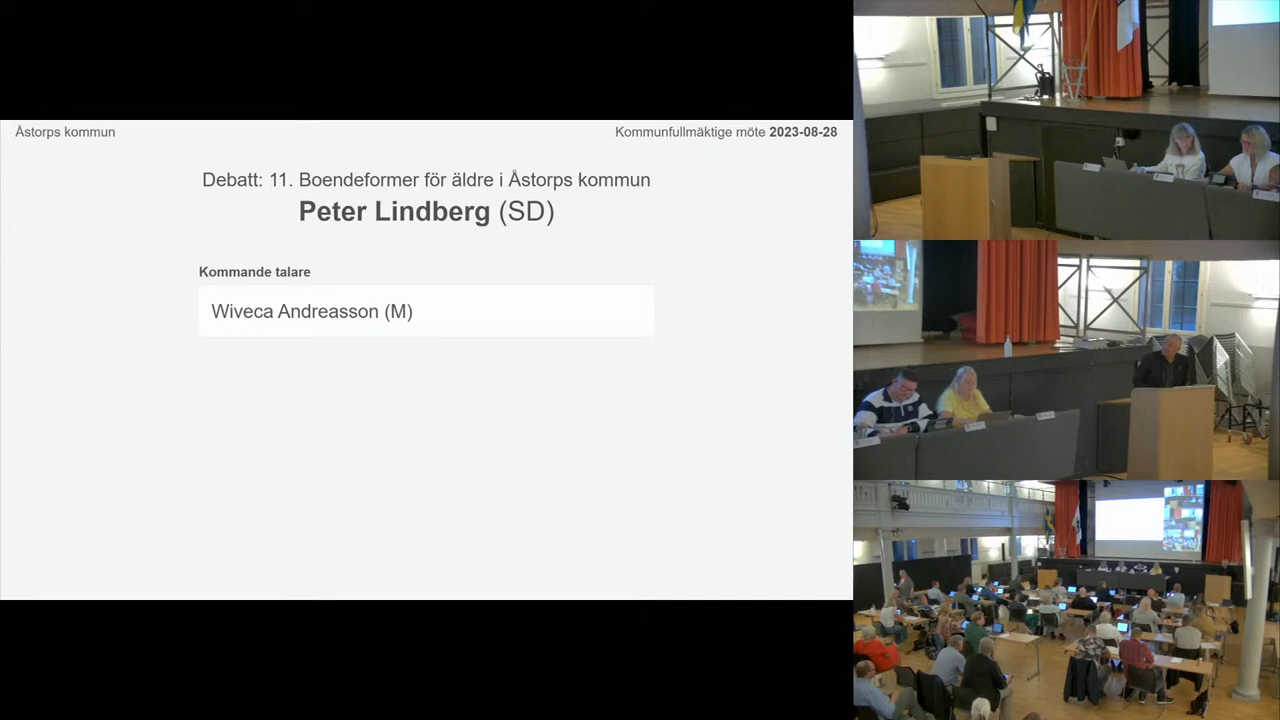 Åstorps kommun
Kommunfullmäktige möte 2023-08-28
Debatt: 11. Boendeformer för äldre i Åstorps kommun
Peter Lindberg (SD)
Kommande talare
Wiveca Andreasson (M)